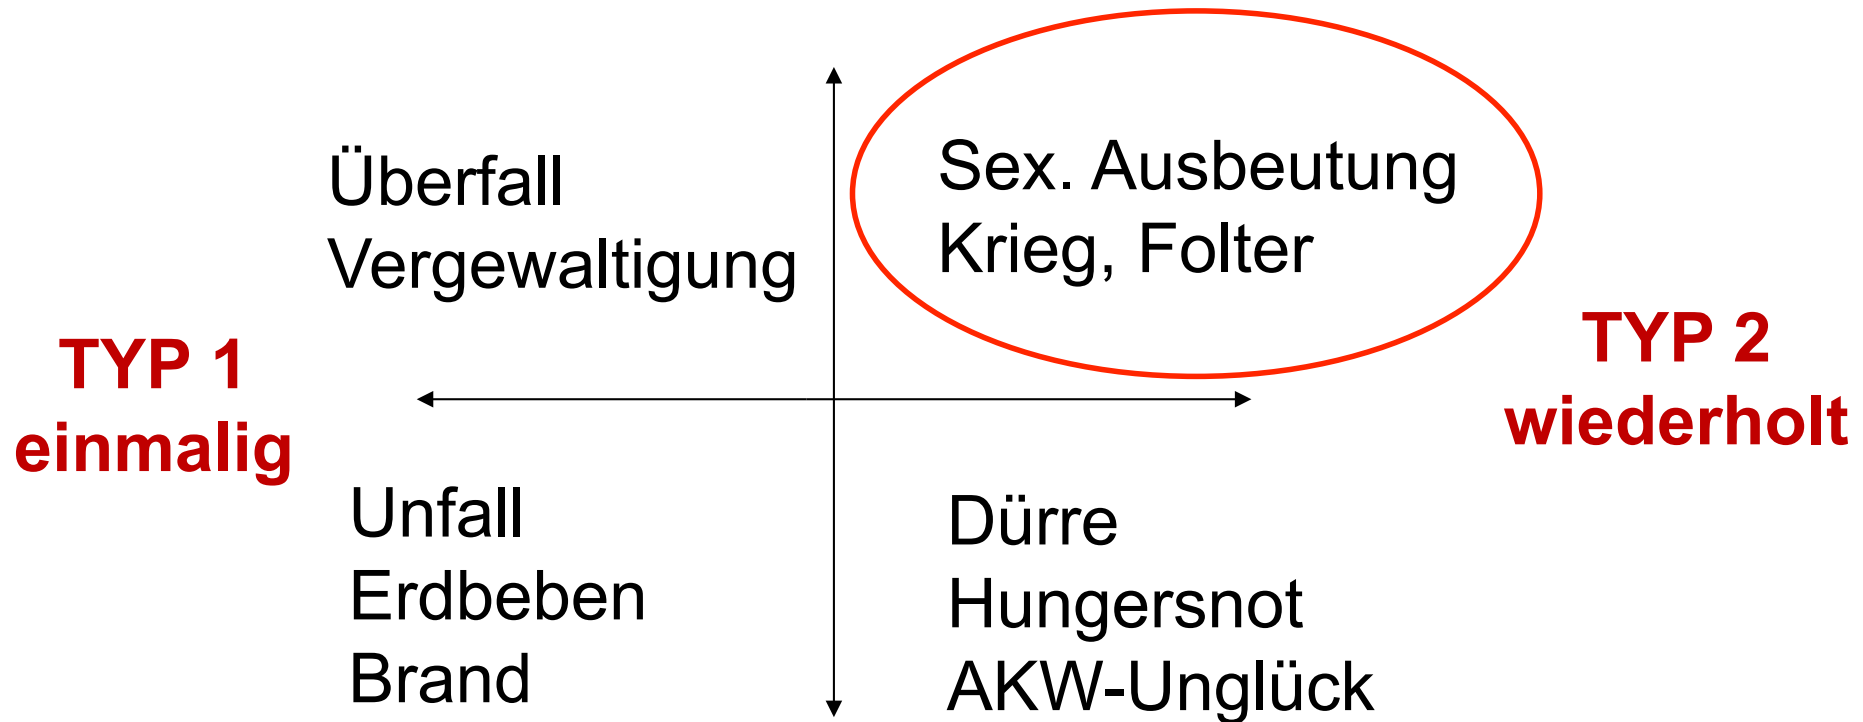 Überfall
Vergewaltigung
Sex. Ausbeutung
Krieg, Folter
TYP 1
einmalig
TYP 2
wiederholt
Unfall
Erdbeben
Brand
Dürre
Hungersnot
AKW-Unglück